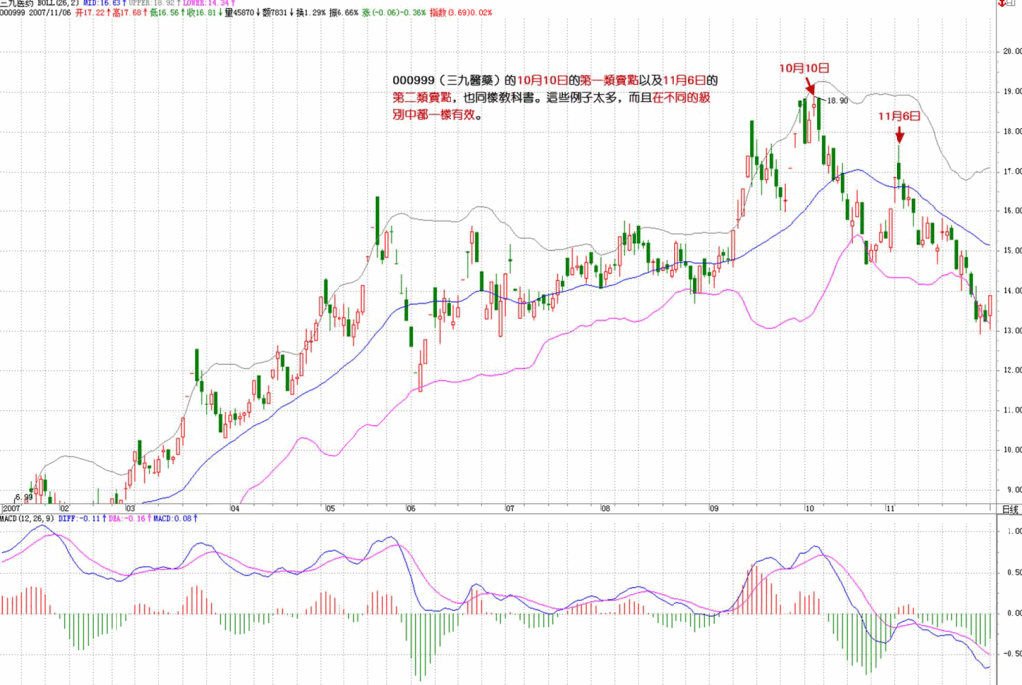 三九医药 BOLL(26,2) MID:16.63↑ UPPER:18.92↑ LOWER:14.34↑
000999 2007/11/06 开17.22↑高17.68↑低16.56↑收16.81↓量45870↓额7831↓换1.29% 振6.66% 涨(-0.06)-0.36% 指数(3.69)0.02%
20.00
000999（三九醫藥）的10月10日的第一類賣點以及11月6日的
第二類賣點，也同樣教科書。這些例子太多，而且在不同的級
別中都一樣有效。
10月10日
18.90
11月6日
19.00
18.00
17.00
16.00
15.00
14.00
13.00
12.00
11.00
10.00
9.00
6.99
2007 02 03 04 05 06 07 08 09 10 11 日线
MACD(12,26,9) DIFF:-0.11↑ DEA:-0.16↑ MACD:0.08↑
1.00
0.50
0.00
-0.50